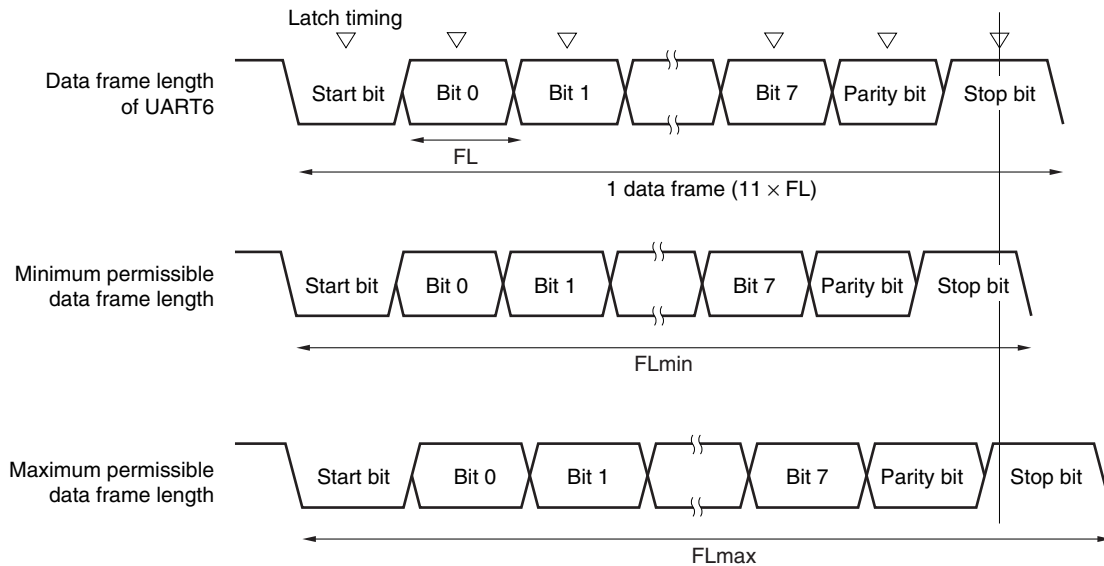 Latch timing
Data frame length
of UART6
Start bit
Bit 0
Bit 1
Bit 7
Parity bit
Stop bit
FL
1 data frame (11 × FL)
Minimum permissible
data frame length
Start bit
Bit 0
Bit 1
Bit 7
Parity bit
Stop bit
FLmin
Maximum permissible
data frame length
Start bit
Bit 0
Bit 1
Bit 7
Parity bit
Stop bit
FLmax